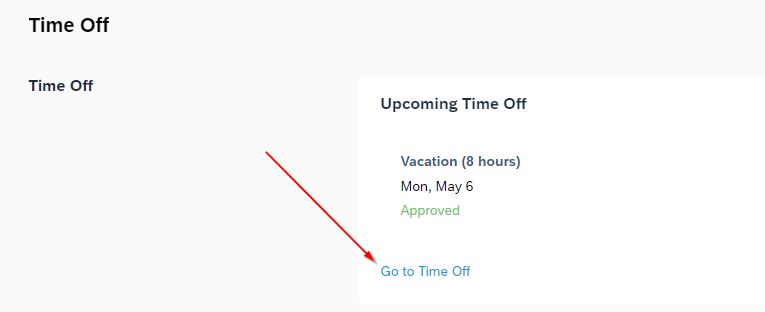 Time Off
Time Off
Upcoming Time Off
Vacation (8 hours)
Mon, May 6
Approved
Go to Time Off